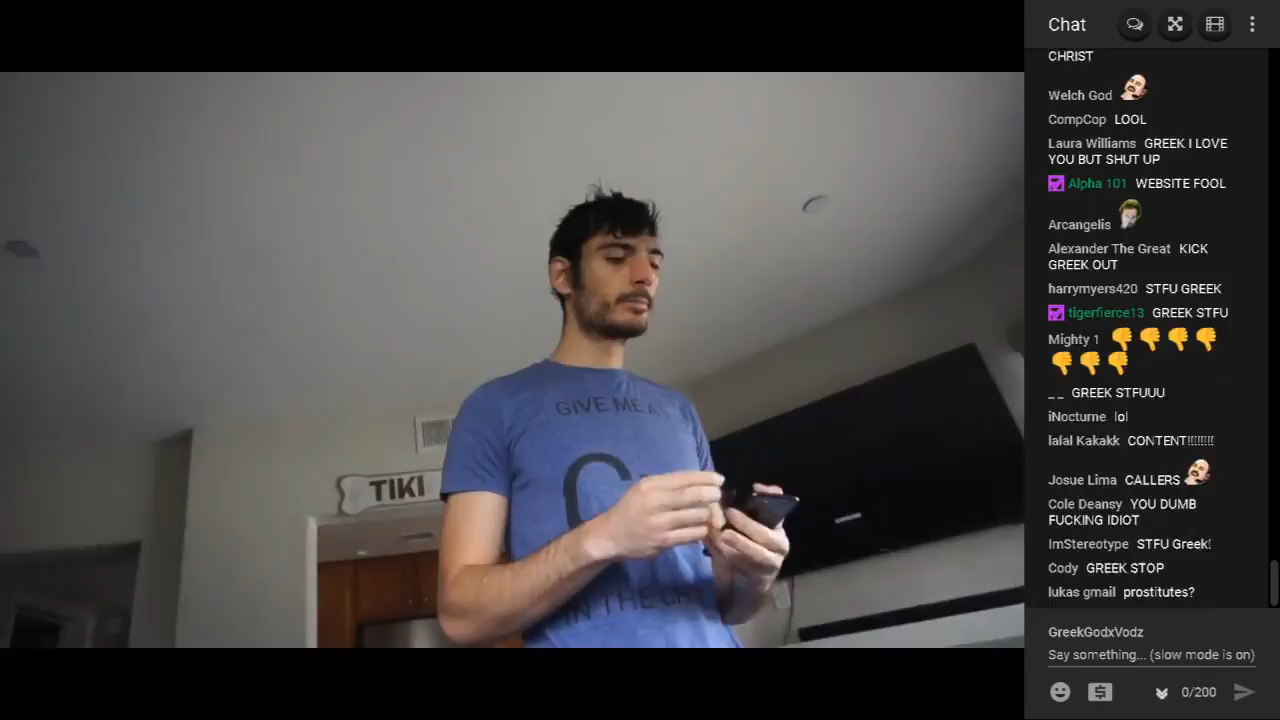 Chat
CHRIST
Welch God
CompCop LOOL
Laura Williams GREEK I LOVE
YOU BUT SHUT UP
Alpha 101 WEBSITE FOOL
Arcangelis
Alexander The Great KICK
GREEK OUT
harrymyers420 STFU GREEK
tigerfierce13 GREEK STFU
Mighty 1
_ _ GREEK STFUUU
iNocturne lol
lalal Kakakk CONTENT!!!!!!!!
Josue Lima CALLERS
Cole Deansy YOU DUMB
FUCKING IDIOT
ImStereotype STFU Greek!
Cody GREEK STOP
lukas gmail prostitutes?
GreekGodxVodz
Say something... (slow mode is on)
0/200
GIVE ME A
C
IN THE CHAT
TIKI